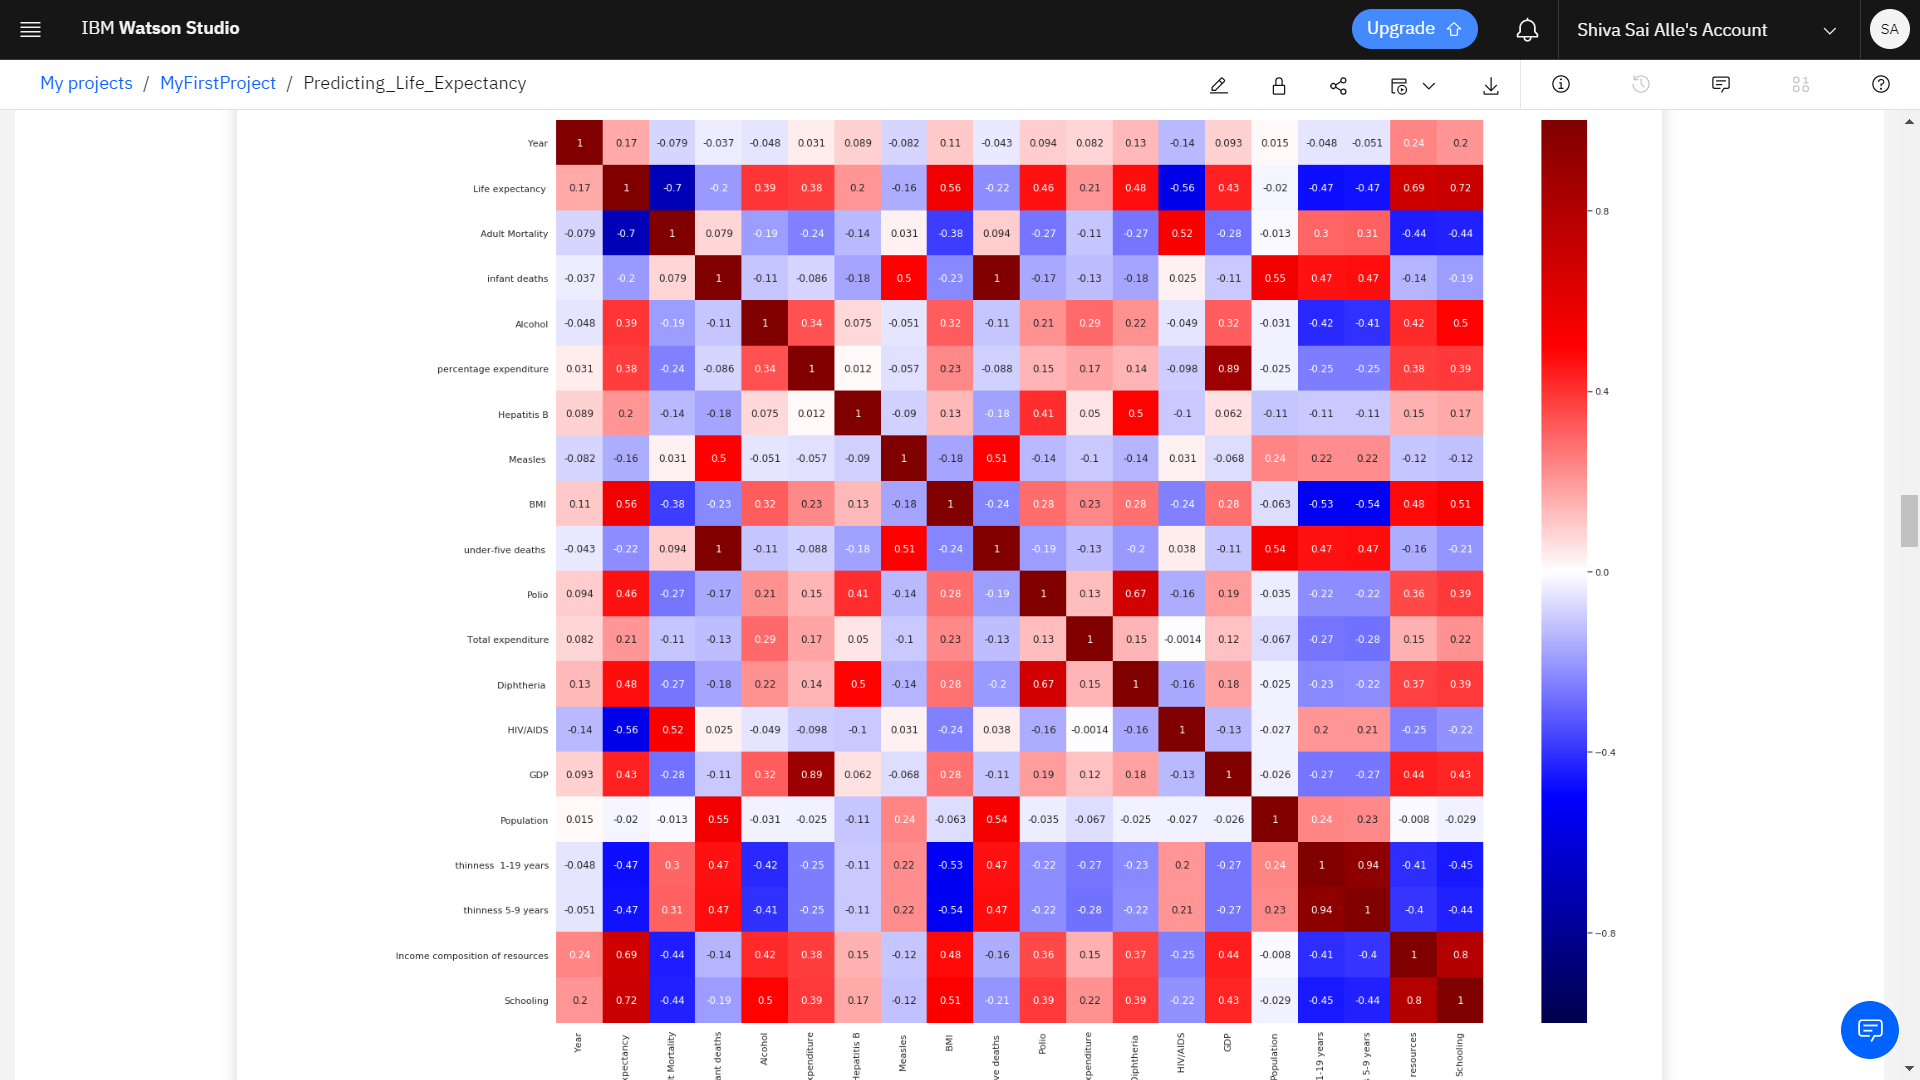 IBM Watson Studio
Upgrade
Shiva Sai Alle's Account
SA
My projects / MyFirstProject / Predicting_Life_Expectancy
Year 1 0.17 -0.079 -0.037 -0.048 0.031 0.089 -0.082 0.11 -0.043 0.094 0.082 0.13 -0.14 0.093 0.015 -0.048 -0.051 0.24 0.2
Life expectancy 0.17 1 -0.7 -0.2 0.39 0.38 0.2 -0.16 0.56 -0.22 0.46 0.21 0.48 -0.56 0.43 -0.02 -0.47 -0.47 0.69 0.72
0.8
Adult Mortality -0.079 -0.7 1 0.079 -0.19 -0.24 -0.14 0.031 -0.38 0.094 -0.27 -0.11 -0.27 0.52 -0.28 -0.013 0.3 0.31 -0.44 -0.44
infant deaths -0.037 -0.2 0.079 1 -0.11 -0.086 -0.18 0.5 -0.23 1 -0.17 -0.13 -0.18 0.025 -0.11 0.55 0.47 0.47 -0.14 -0.19
Alcohol -0.048 0.39 -0.19 -0.11 1 0.34 0.075 -0.051 0.32 -0.11 0.21 0.29 0.22 -0.049 0.32 -0.031 -0.42 -0.41 0.42 0.5
percentage expenditure 0.031 0.38 -0.24 -0.086 0.34 1 0.012 -0.057 0.23 -0.088 0.15 0.17 0.14 -0.098 0.89 -0.025 -0.25 -0.25 0.38 0.39
0.4
Hepatitis B 0.089 0.2 -0.14 -0.18 0.075 0.012 1 -0.09 0.13 -0.18 0.41 0.05 0.5 -0.1 0.062 -0.11 -0.11 -0.11 0.15 0.17
Measles -0.082 -0.16 0.031 0.5 -0.051 -0.057 -0.09 1 -0.18 0.51 -0.14 -0.1 -0.14 0.031 -0.068 0.24 0.22 0.22 -0.12 -0.12
BMI 0.11 0.56 -0.38 -0.23 0.32 0.23 0.13 -0.18 1 -0.24 0.28 0.23 0.28 -0.24 0.28 -0.063 -0.53 -0.54 0.48 0.51
under-five deaths -0.043 -0.22 0.094 1 -0.11 -0.088 -0.18 0.51 -0.24 1 -0.19 -0.13 -0.2 0.038 -0.11 0.54 0.47 0.47 -0.16 -0.21
0.0
Polio 0.094 0.46 -0.27 -0.17 0.21 0.15 0.41 -0.14 0.28 -0.19 1 0.13 0.67 -0.16 0.19 -0.035 -0.22 -0.22 0.36 0.39
Total expenditure 0.082 0.21 -0.11 -0.13 0.29 0.17 0.05 -0.1 0.23 -0.13 0.13 1 0.15 -0.0014 0.12 -0.067 -0.27 -0.28 0.15 0.22
Diphtheria 0.13 0.48 -0.27 -0.18 0.22 0.14 0.5 -0.14 0.28 -0.2 0.67 0.15 1 -0.16 0.18 -0.025 -0.23 -0.22 0.37 0.39
HIV/AIDS -0.14 -0.56 0.52 0.025 -0.049 -0.098 -0.1 0.031 -0.24 0.038 -0.16 -0.0014 -0.16 1 -0.13 -0.027 0.2 0.21 -0.25 -0.22
−0.4
GDP 0.093 0.43 -0.28 -0.11 0.32 0.89 0.062 -0.068 0.28 -0.11 0.19 0.12 0.18 -0.13 1 -0.026 -0.27 -0.27 0.44 0.43
Population 0.015 -0.02 -0.013 0.55 -0.031 -0.025 -0.11 0.24 -0.063 0.54 -0.035 -0.067 -0.025 -0.027 -0.026 1 0.24 0.23 -0.008 -0.029
thinness 1-19 years -0.048 -0.47 0.3 0.47 -0.42 -0.25 -0.11 0.22 -0.53 0.47 -0.22 -0.27 -0.23 0.2 -0.27 0.24 1 0.94 -0.41 -0.45
thinness 5-9 years -0.051 -0.47 0.31 0.47 -0.41 -0.25 -0.11 0.22 -0.54 0.47 -0.22 -0.28 -0.22 0.21 -0.27 0.23 0.94 1 -0.4 -0.44
−0.8
Income composition of resources 0.24 0.69 -0.44 -0.14 0.42 0.38 0.15 -0.12 0.48 -0.16 0.36 0.15 0.37 -0.25 0.44 -0.008 -0.41 -0.4 1 0.8
Schooling 0.2 0.72 -0.44 -0.19 0.5 0.39 0.17 -0.12 0.51 -0.21 0.39 0.22 0.39 -0.22 0.43 -0.029 -0.45 -0.44 0.8 1
Year
xpectancy
t Mortality
ant deaths
Alcohol
xpenditure
Hepatitis B
Measles
BMI
ve deaths
Polio
xpenditure
Diphtheria
HIV/AIDS
GDP
Population
1-19 years
5-9 years
resources
Schooling